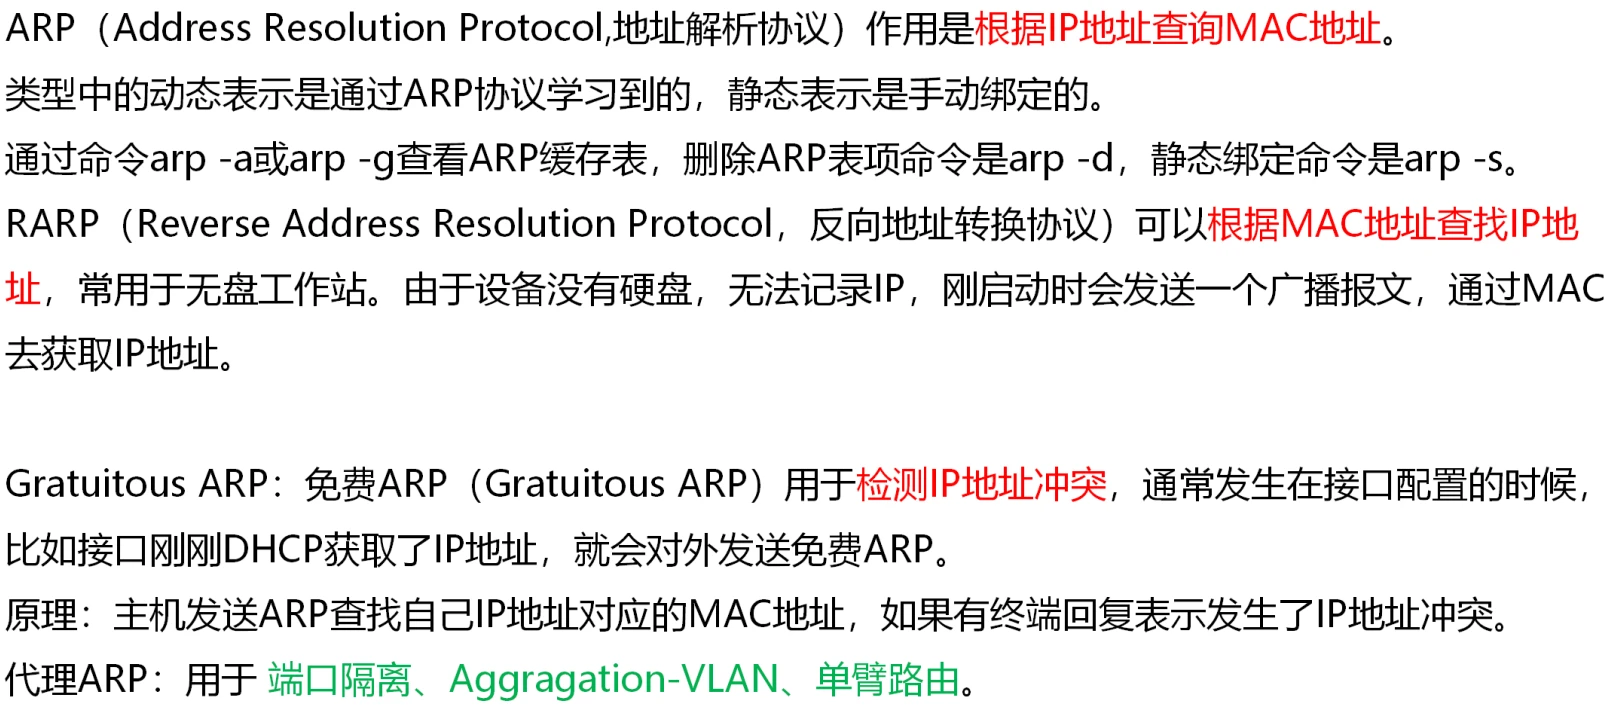 ARP（Address Resolution Protocol,地址解析协议）作用是根据IP地址查询MAC地址。
类型中的动态表示是通过ARP协议学习到的，静态表示是手动绑定的。
通过命令arp -a或arp -g查看ARP缓存表，删除ARP表项命令是arp -d，静态绑定命令是arp -s。
RARP（Reverse Address Resolution Protocol，反向地址转换协议）可以根据MAC地址查找IP地
址，常用于无盘工作站。由于设备没有硬盘，无法记录IP，刚启动时会发送一个广播报文，通过MAC
去获取IP地址。
Gratuitous ARP：免费ARP（Gratuitous ARP）用于检测IP地址冲突，通常发生在接口配置的时候，
比如接口刚刚DHCP获取了IP地址，就会对外发送免费ARP。
原理：主机发送ARP查找自己IP地址对应的MAC地址，如果有终端回复表示发生了IP地址冲突。
代理ARP：用于 端口隔离、Aggragation-VLAN、单臂路由。